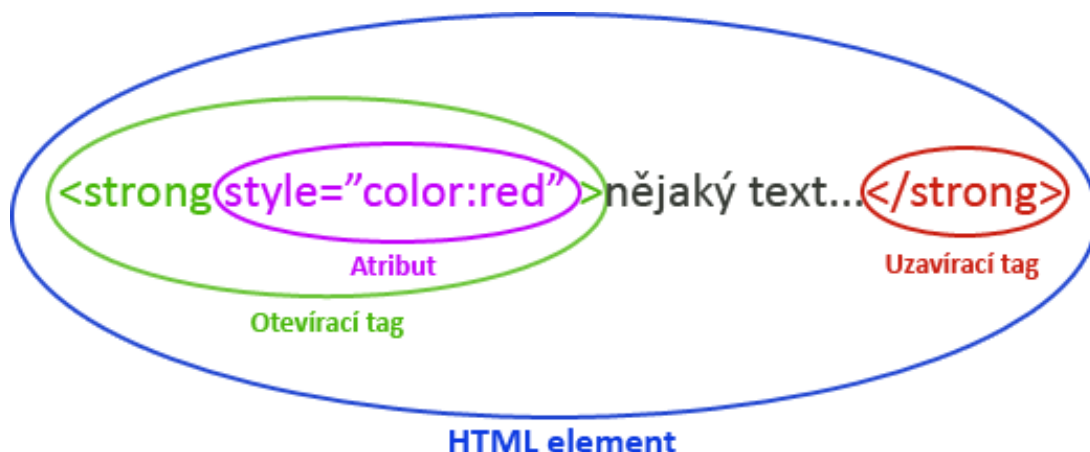 <strong style=”color:red” >nějaký text...</strong>
Atribut
Uzavírací tag
Otevírací tag
HTML element